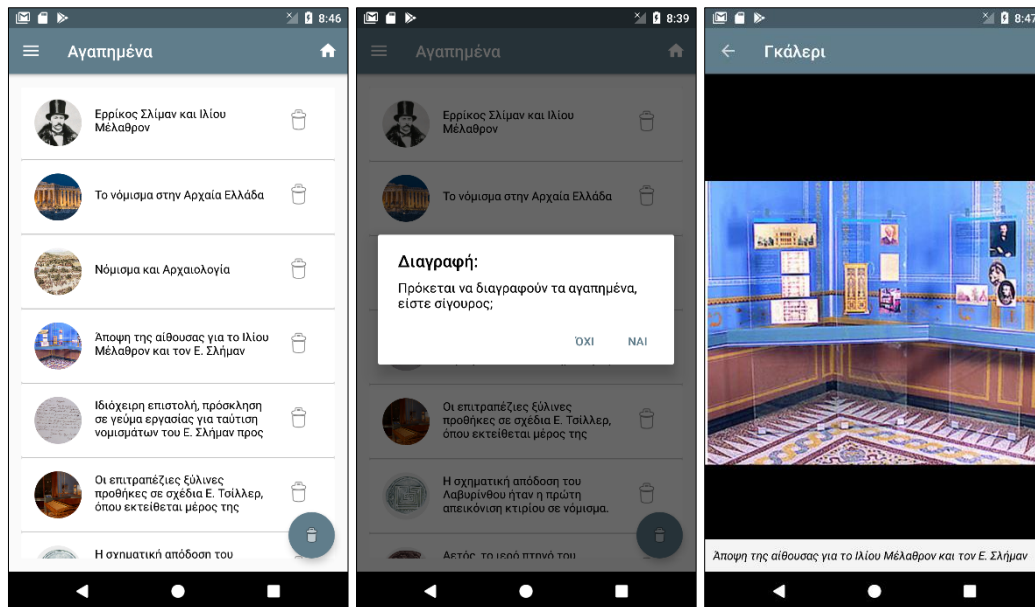 8:46
Αγαπημένα
Ερρίκος Σλίμαν και Ιλίου
Μέλαθρον
Το νόμισμα στην Αρχαία Ελλάδα
Νόμισμα και Αρχαιολογία
Άποψη της αίθουσας για το Ιλίου
Μέλαθρον και τον Ε. Σλήμαν
Ιδιόχειρη επιστολή, πρόσκληση
σε γεύμα εργασίας για ταύτιση
νομισμάτων του Ε. Σλήμαν προς
Οι επιτραπέζιες ξύλινες
προθήκες σε σχέδια Ε. Τσίλλερ,
όπου εκτείθεται μέρος της
Η σχηματική απόδοση του
8:39
Αγαπημένα
Ερρίκος Σλίμαν και Ιλίου
Μέλαθρον
Το νόμισμα στην Αρχαία Ελλάδα
Διαγραφή:
Πρόκεται να διαγραφούν τα αγαπημένα,
είστε σίγουρος;
ΌΧΙ ΝΑΙ
Οι επιτραπέζιες ξύλινες
προθήκες σε σχέδια Ε. Τσίλλερ,
όπου εκτείθεται μέρος της
Η σχηματική απόδοση του
Λαβυρίνθου ήταν η πρώτη
απεικόνιση κτιρίου σε νόμισμα.
Αετός, το ιερό πτηνό του
8:47
Γκάλερι
Άποψη της αίθουσας για το Ιλίου Μέλαθρον και τον Ε. Σλήμαν